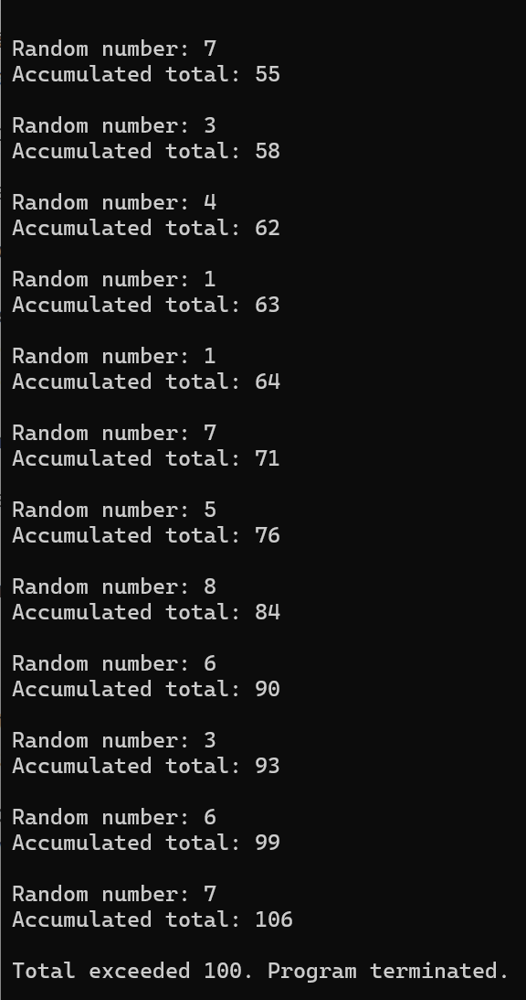 Random number: 7
Accumulated total: 55
Random number: 3
Accumulated total: 58
Random number: 4
Accumulated total: 62
Random number: 1
Accumulated total: 63
Random number: 1
Accumulated total: 64
Random number: 7
Accumulated total: 71
Random number: 5
Accumulated total: 76
Random number: 8
Accumulated total: 84
Random number: 6
Accumulated total: 90
Random number: 3
Accumulated total: 93
Random number: 6
Accumulated total: 99
Random number: 7
Accumulated total: 106
Total exceeded 100. Program terminated.